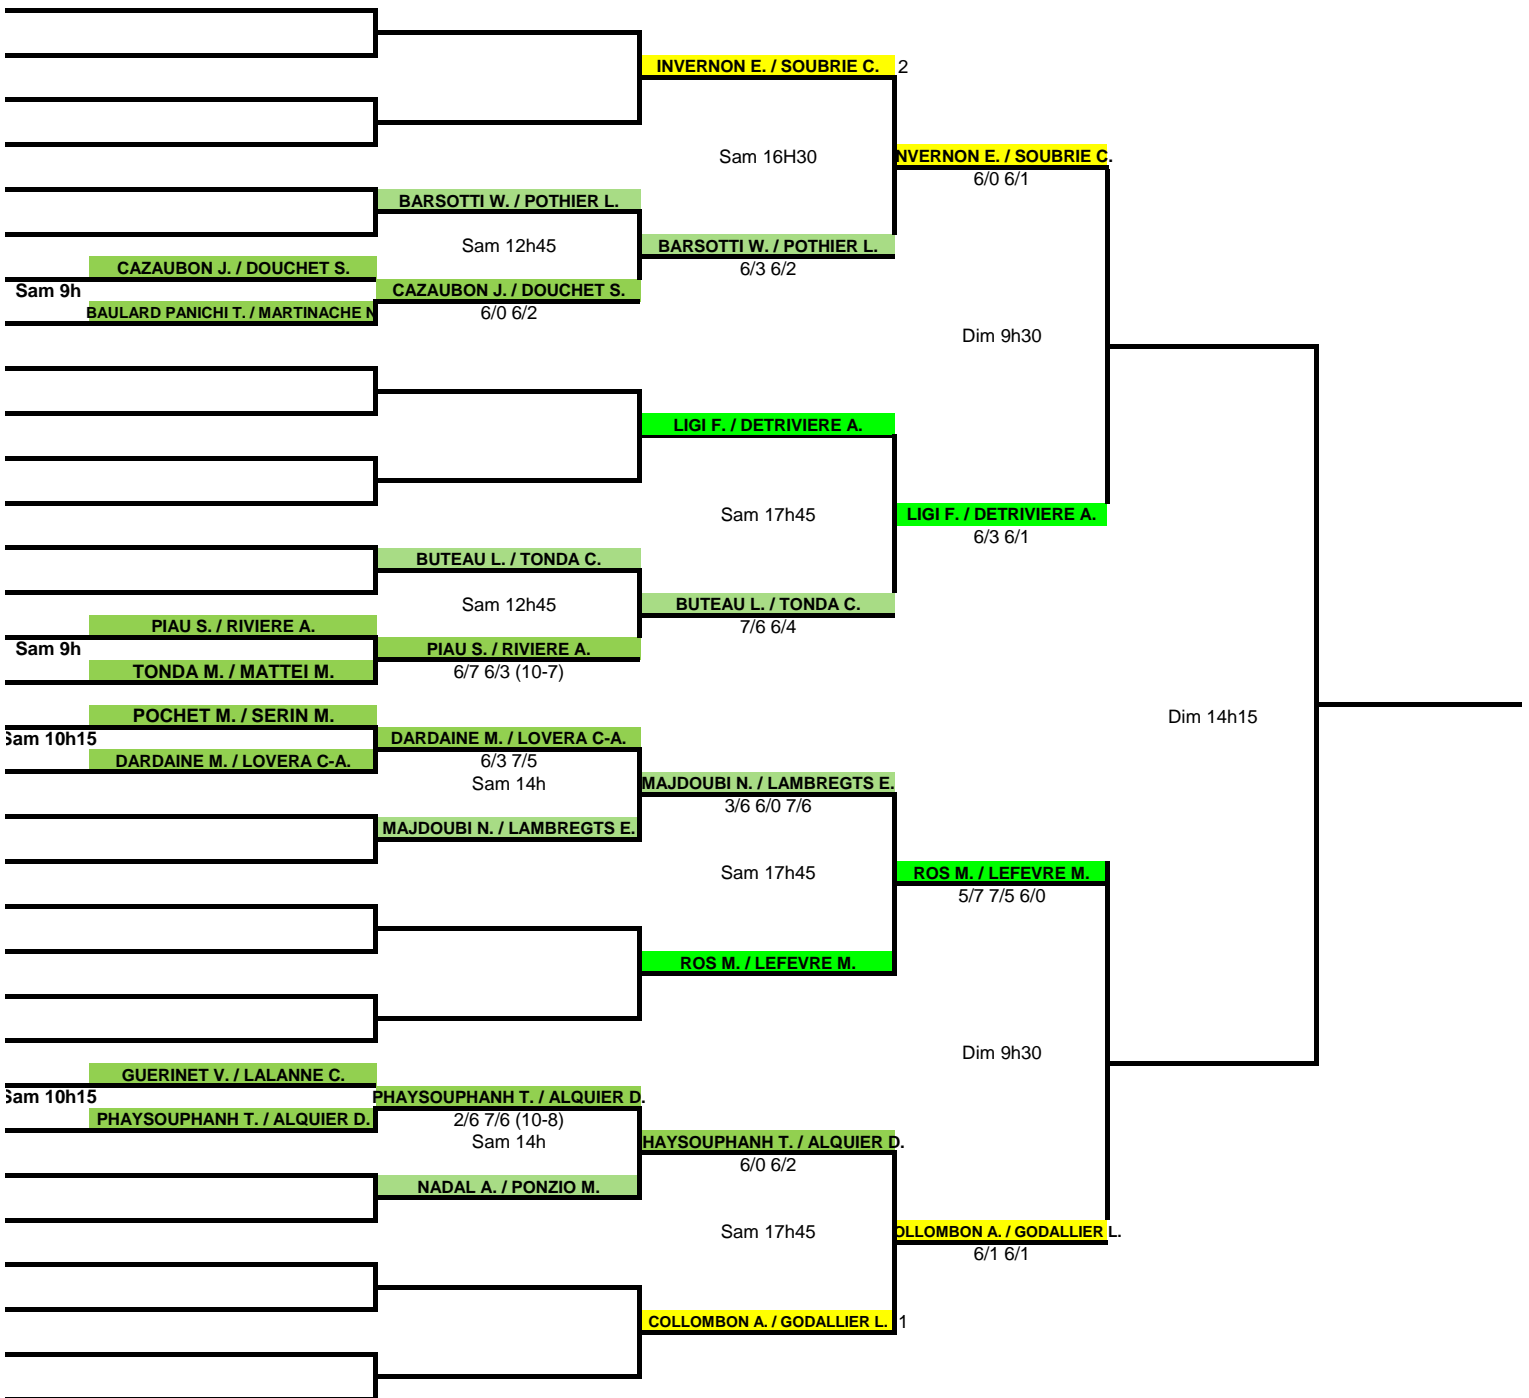 INVERNON E. / SOUBRIE C. 2
Sam 16H30
NVERNON E. / SOUBRIE C.
6/0 6/1
BARSOTTI W. / POTHIER L.
Sam 12h45
BARSOTTI W. / POTHIER L.
6/3 6/2
CAZAUBON J. / DOUCHET S.
Sam 9h
CAZAUBON J. / DOUCHET S.
BAULARD PANICHI T. / MARTINACHE N
6/0 6/2
Dim 9h30
LIGI F. / DETRIVIERE A.
Sam 17h45
LIGI F. / DETRIVIERE A.
6/3 6/1
BUTEAU L. / TONDA C.
Sam 12h45
BUTEAU L. / TONDA C.
7/6 6/4
PIAU S. / RIVIERE A.
Sam 9h
PIAU S. / RIVIERE A.
TONDA M. / MATTEI M.
6/7 6/3 (10-7)
POCHET M. / SERIN M.
Dim 14h15
Sam 10h15
DARDAINE M. / LOVERA C-A.
DARDAINE M. / LOVERA C-A.
6/3 7/5
Sam 14h
MAJDOUBI N. / LAMBREGTS E.
3/6 6/0 7/6
MAJDOUBI N. / LAMBREGTS E.
Sam 17h45
ROS M. / LEFEVRE M.
5/7 7/5 6/0
ROS M. / LEFEVRE M.
Dim 9h30
GUERINET V. / LALANNE C.
Sam 10h15
PHAYSOUPHANH T. / ALQUIER D.
PHAYSOUPHANH T. / ALQUIER D.
2/6 7/6 (10-8)
Sam 14h
HAYSOUPHANH T. / ALQUIER D.
6/0 6/2
NADAL A. / PONZIO M.
Sam 17h45
OLLOMBON A. / GODALLIER L.
6/1 6/1
COLLOMBON A. / GODALLIER L. 1